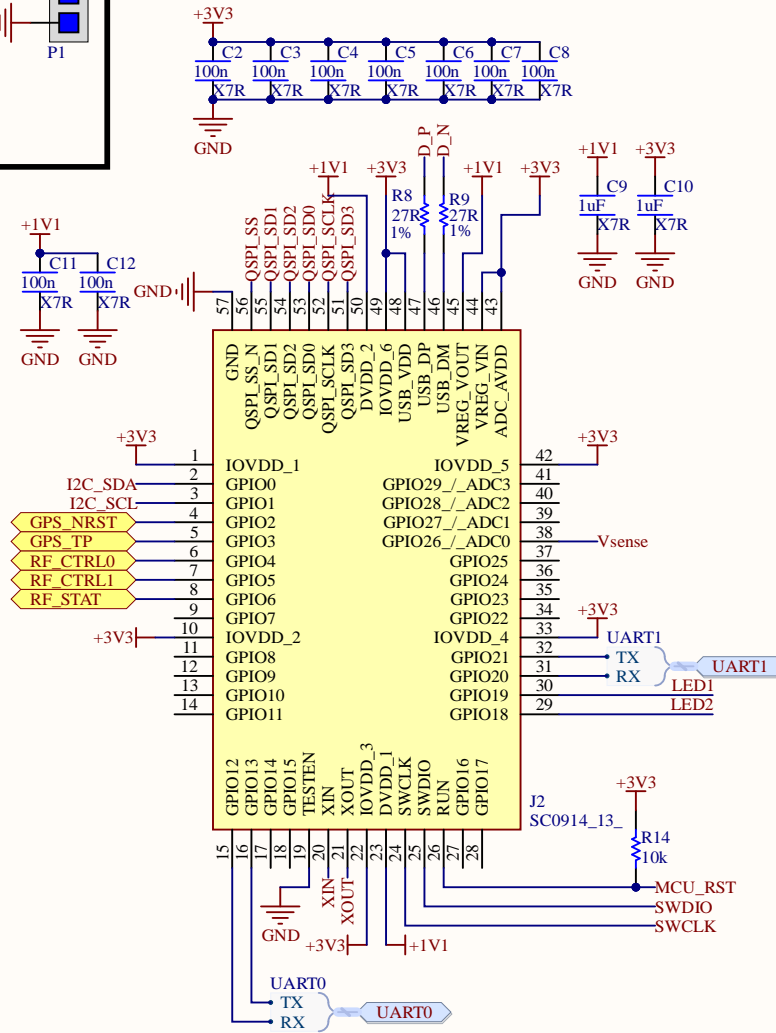 P1
+3V3
C2 C3 C4 C5 C6 C7 C8
100n 100n 100n 100n 100n 100n 100n
X7R X7R X7R X7R X7R X7R X7R
GND
D_P D_N
+1V1 +3V3 +1V1 +3V3
R8 R9
27R 27R
1% 1%
+1V1 +3V3
C9 C10
1uF 1uF
X7R X7R
GND GND
+1V1
C11 C12
100n 100n
X7R X7R
GND GND
GND
QSPI_SS
QSPI_SD1
QSPI_SD2
QSPI_SD0
QSPI_SCLK
QSPI_SD3
57 56 55 54 53 52 51 50 49 48 47 46 45 44 43
GND
QSPI_SS_N
QSPI_SD1
QSPI_SD2
QSPI_SD0
QSPI_SCLK
QSPI_SD3
DVDD_2
IOVDD_6
USB_VDD
USB_DP
USB_DM
VREG_VOUT
VREG_VIN
ADC_AVDD
+3V3 1 IOVDD_1
I2C_SDA 2 GPIO0
I2C_SCL 3 GPIO1
GPS_NRST 4 GPIO2
GPS_TP 5 GPIO3
RF_CTRL0 6 GPIO4
RF_CTRL1 7 GPIO5
RF_STAT 8 GPIO6
9 GPIO7
+3V3 10 IOVDD_2
11 GPIO8
12 GPIO9
13 GPIO10
14 GPIO11
IOVDD_5 42 +3V3
GPIO29_/_ADC3 41
GPIO28_/_ADC2 40
GPIO27_/_ADC1 39
GPIO26_/_ADC0 38 Vsense
GPIO25 37
GPIO24 36
GPIO23 35
GPIO22 34
IOVDD_4 33 +3V3
GPIO21 32
GPIO20 31
GPIO19 30 LED1
GPIO18 29 LED2
UART1
TX
RX
UART1
GPIO12
GPIO13
GPIO14
GPIO15
TESTEN
XIN
XOUT
IOVDD_3
DVDD_1
SWCLK
SWDIO
RUN
GPIO16
GPIO17
15 16 17 18 19 20 21 22 23 24 25 26 27 28
J2
SC0914_13_
+3V3
R14
10k
MCU_RST
SWDIO
SWCLK
GND
XIN
XOUT
+3V3
+1V1
UART0
TX
RX
UART0